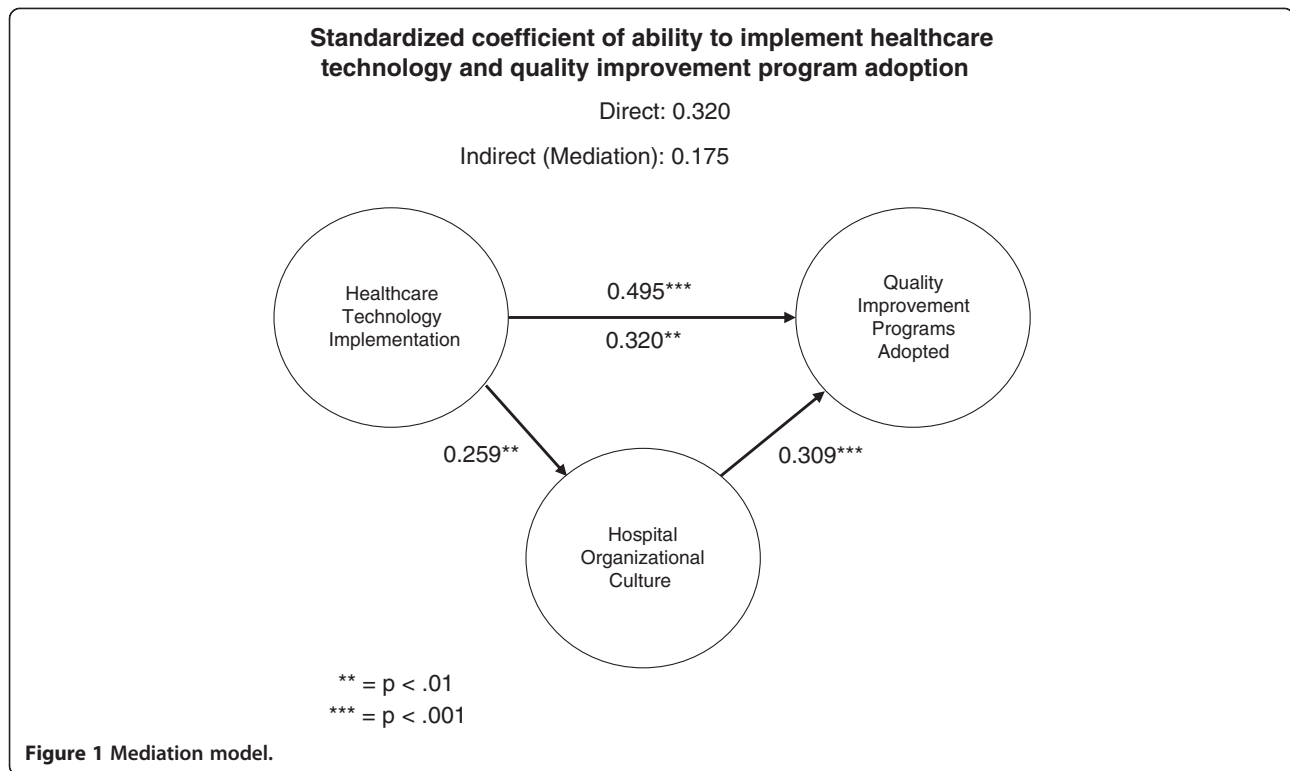 Standardized coefficient of ability to implement healthcare
technology and quality improvement program adoption
Direct: 0.320
Indirect (Mediation): 0.175
Healthcare
Technology
Implementation
0.495***
0.320**
Quality
Improvement
Programs
Adopted
0.259**
0.309***
Hospital
Organizational
Culture
** = p < .01
*** = p < .001
Figure 1 Mediation model.